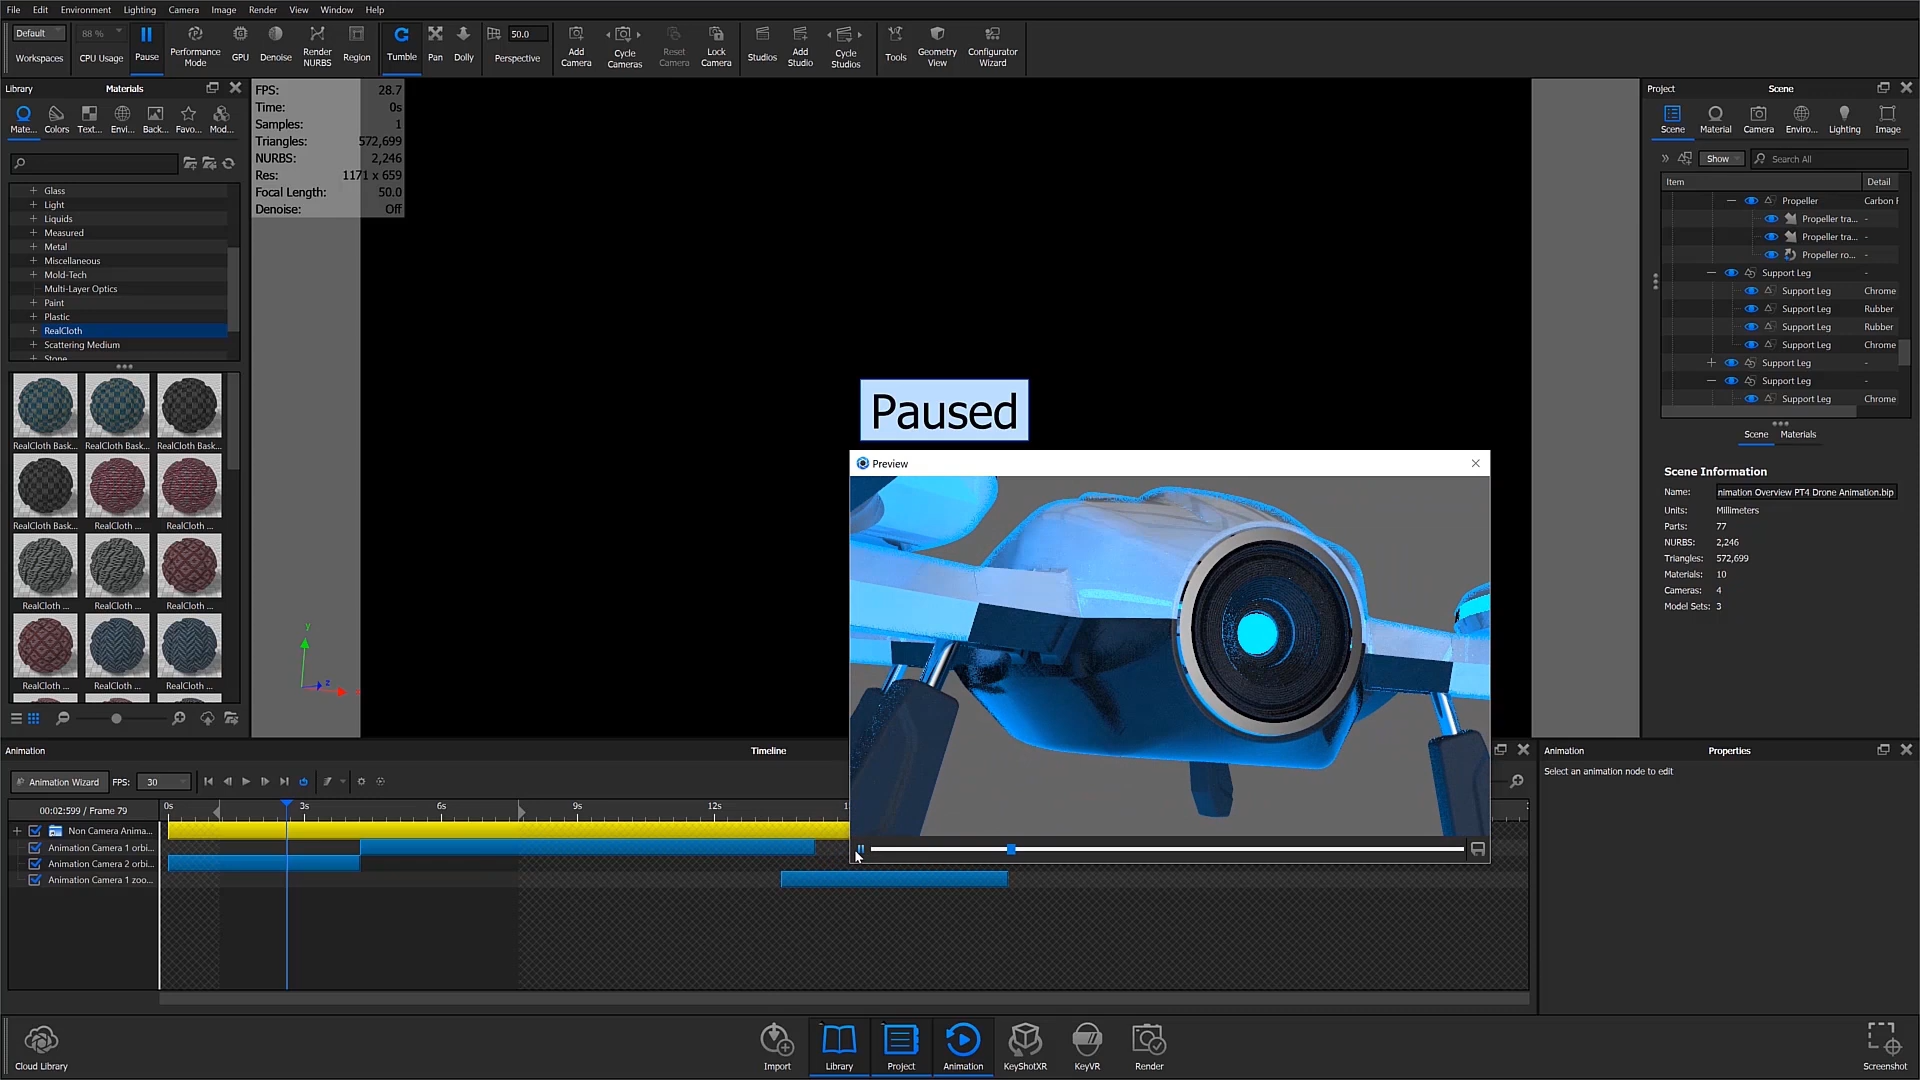 File Edit Environment Lighting Camera Image Render View Window Help
Default 88 % 50.0
Workspaces CPU Usage Pause Performance Mode GPU Denoise Render NURBS Region Tumble Pan Dolly Perspective Add Camera Cycle Cameras Reset Camera Lock Camera Studios Add Studio Cycle Studios Tools Geometry View Configurator Wizard
Library Materials
Mate... Colors Text... Envi... Back... Favo... Mod...
Glass
Light
Liquids
Measured
Metal
Miscellaneous
Mold-Tech
Multi-Layer Optics
Paint
Plastic
RealCloth
Scattering Medium
Stone
RealCloth Bask... RealCloth Bask... RealCloth Bask...
RealCloth Bask... RealCloth ... RealCloth ...
RealCloth ... RealCloth ... RealCloth ...
RealCloth ... RealCloth ... RealCloth ...
FPS: 28.7
Time: 0s
Samples: 1
Triangles: 572,699
NURBS: 2,246
Res: 1171 x 659
Focal Length: 50.0
Denoise: Off
y
z
Paused
Preview
Project Scene
Scene Material Camera Enviro... Lighting Image
Show Search All
Item Detail
Propeller Carbon F
Propeller tra... -
Propeller tra... -
Propeller ro... -
Support Leg -
Support Leg Chrome
Support Leg Rubber
Support Leg Rubber
Support Leg Chrome
Support Leg -
Support Leg -
Support Leg Chrome
Scene Materials
Scene Information
Name: nimation Overview PT4 Drone Animation.bip
Units: Millimeters
Parts: 77
NURBS: 2,246
Triangles: 572,699
Materials: 10
Cameras: 4
Model Sets: 3
Animation Timeline
Animation Wizard FPS: 30
00:02:599 / Frame 79 0s 3s 6s 9s 12s
Non Camera Anima...
Animation Camera 1 orbi...
Animation Camera 2 orbi...
Animation Camera 1 zoo...
Animation Properties
Select an animation node to edit
Cloud Library Import Library Project Animation KeyShotXR KeyVR Render Screenshot